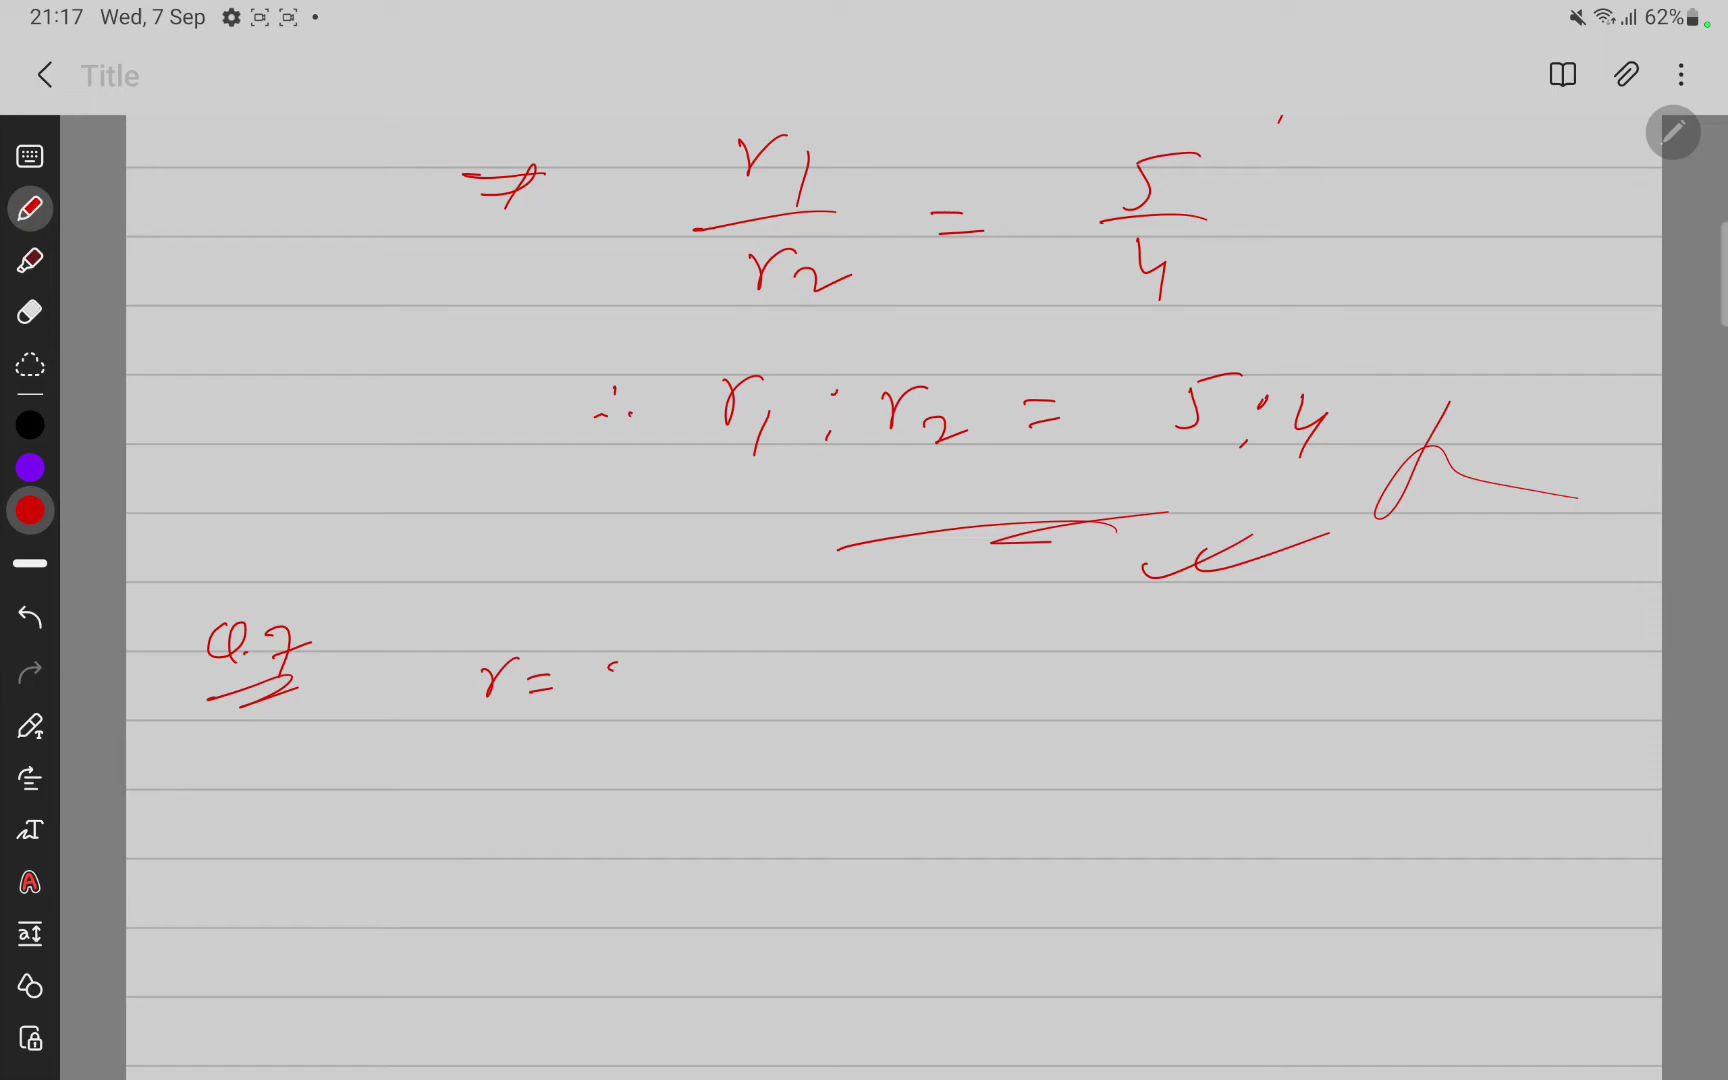 21:17 Wed, 7 Sep 62%
Title
⇒ r1/r2 = 5/4
∴ r1 : r2 = 5 : 4
Q.7 r =